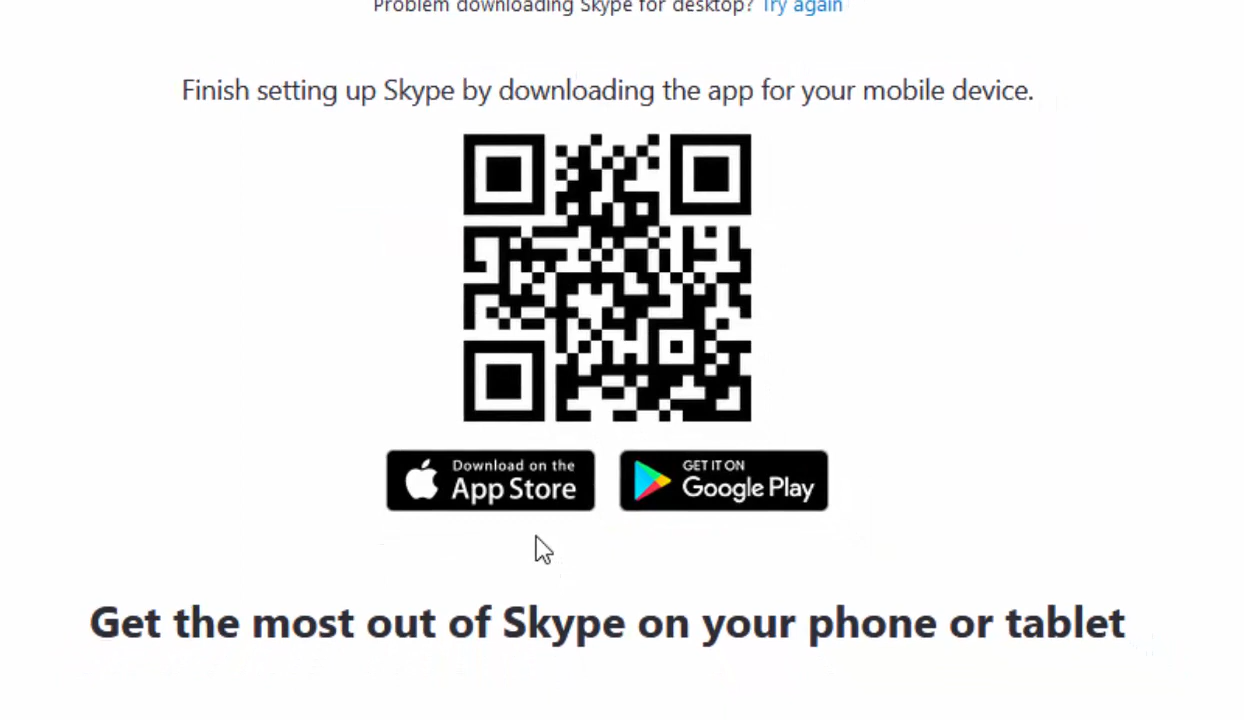 Problem downloading Skype for desktop? Try again
Finish setting up Skype by downloading the app for your mobile device.
Download on the
App Store
GET IT ON
Google Play
Get the most out of Skype on your phone or tablet